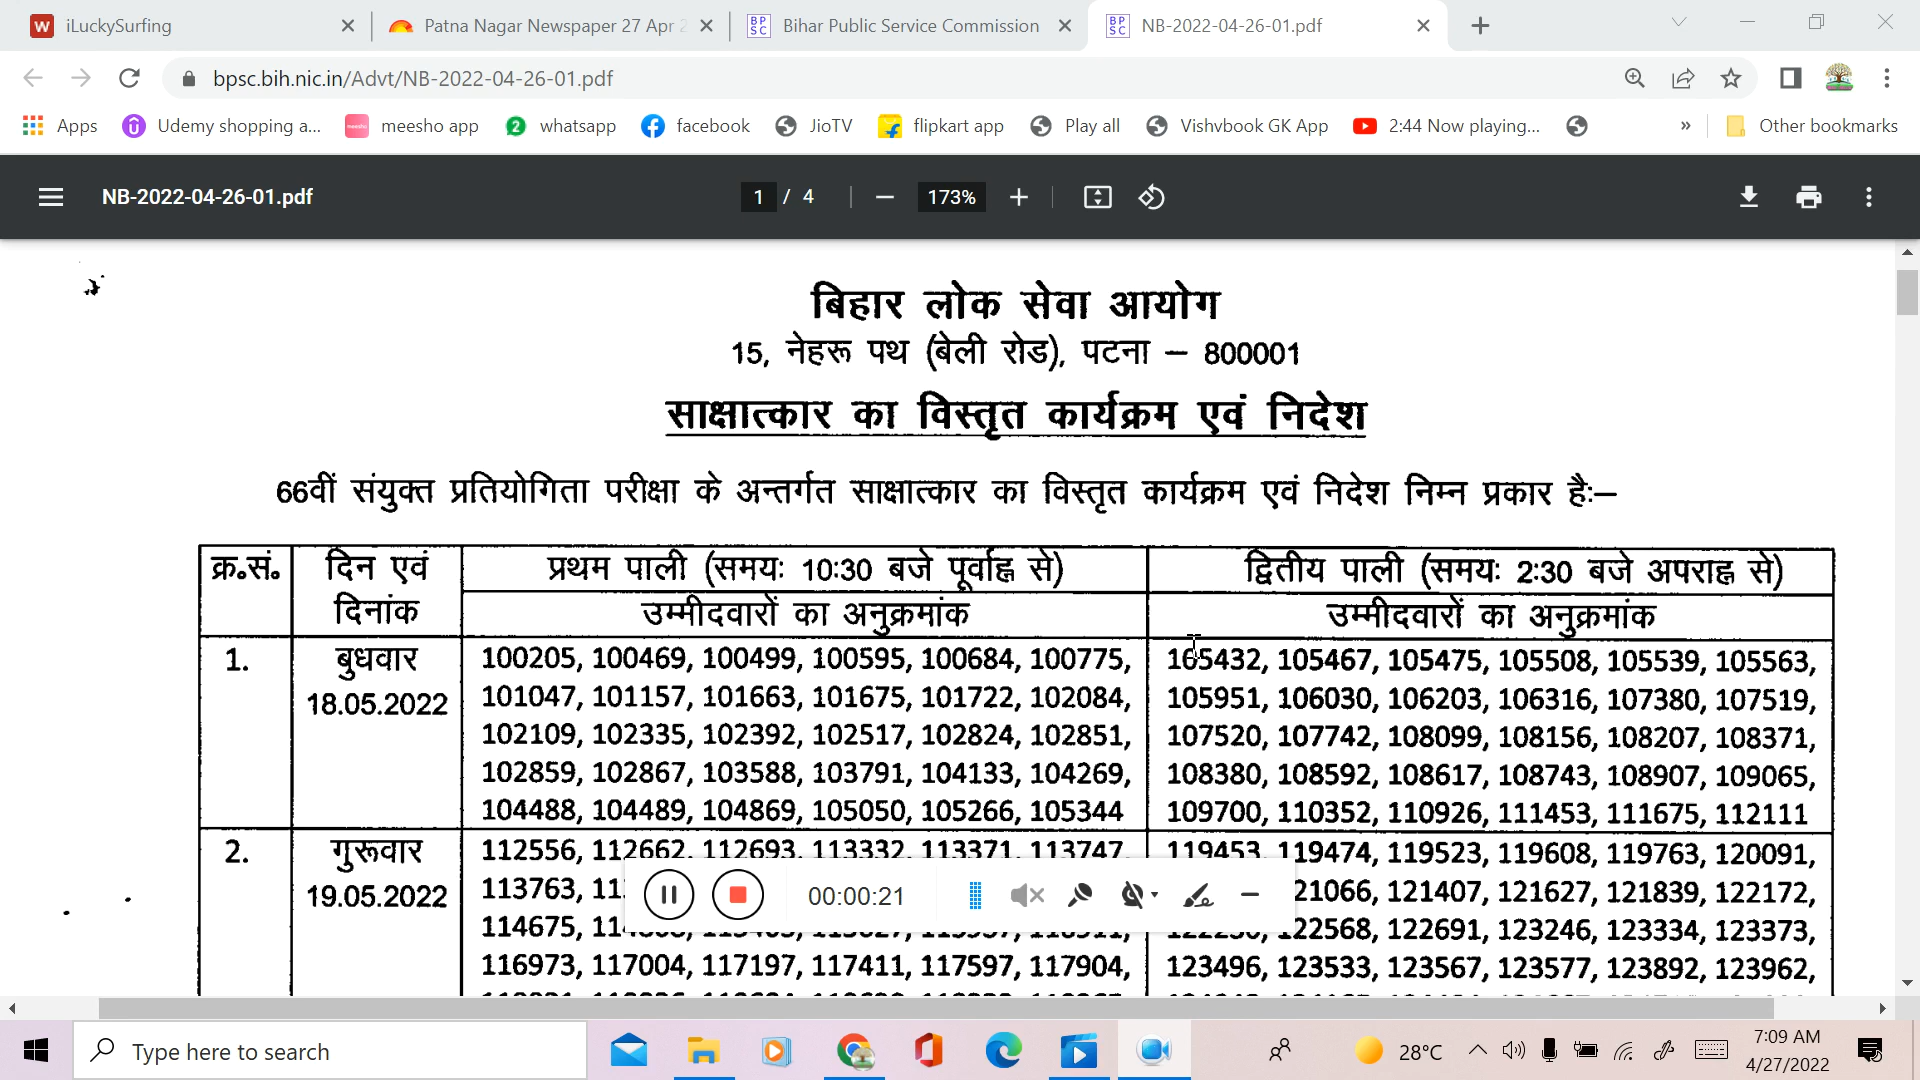 iLuckySurfing
Patna Nagar Newspaper 27 Apr 2
Bihar Public Service Commission
NB-2022-04-26-01.pdf
bpsc.bih.nic.in/Advt/NB-2022-04-26-01.pdf
Apps
Udemy shopping a...
meesho app
whatsapp
facebook
JioTV
flipkart app
Play all
Vishvbook GK App
2:44 Now playing...
»
Other bookmarks
NB-2022-04-26-01.pdf
1 / 4
173%
बिहार लोक सेवा आयोग
15, नेहरू पथ (बेली रोड), पटना – 800001
साक्षात्कार का विस्तृत कार्यक्रम एवं निदेश
66वीं संयुक्त प्रतियोगिता परीक्षा के अन्तर्गत साक्षात्कार का विस्तृत कार्यक्रम एवं निदेश निम्न प्रकार है:–
क्र.सं.
दिन एवं
दिनांक
प्रथम पाली (समयः 10:30 बजे पूर्वाह्न से)
द्वितीय पाली (समयः 2:30 बजे अपराह्न से)
उम्मीदवारों का अनुक्रमांक
उम्मीदवारों का अनुक्रमांक
1.
बुधवार
18.05.2022
100205, 100469, 100499, 100595, 100684, 100775,
101047, 101157, 101663, 101675, 101722, 102084,
102109, 102335, 102392, 102517, 102824, 102851,
102859, 102867, 103588, 103791, 104133, 104269,
104488, 104489, 104869, 105050, 105266, 105344
105432, 105467, 105475, 105508, 105539, 105563,
105951, 106030, 106203, 106316, 107380, 107519,
107520, 107742, 108099, 108156, 108207, 108371,
108380, 108592, 108617, 108743, 108907, 109065,
109700, 110352, 110926, 111453, 111675, 112111
2.
गुरूवार
19.05.2022
112556, 112662, 112693, 113332, 113371, 113747,
113763,
114675,
116973, 117004, 117197, 117411, 117597, 117904,
119453, 119474, 119523, 119608, 119763, 120091,
121407, 121627, 121839, 122172,
122691, 123246, 123334, 123373,
123496, 123533, 123567, 123577, 123892, 123962,
00:00:21
Type here to search
28°C
7:09 AM
4/27/2022